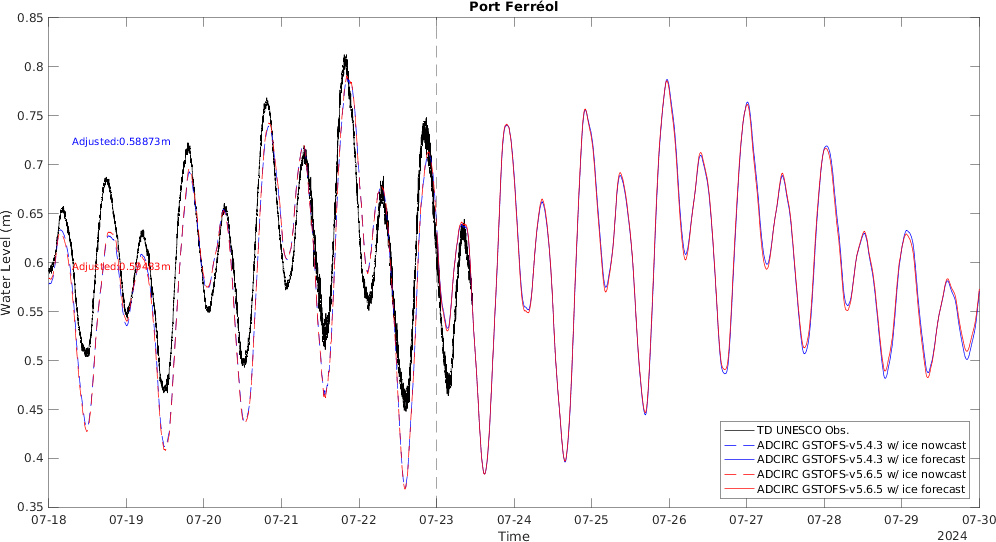 Port Ferréol
0.85
0.8
0.75
0.7
0.65
0.6
0.55
0.5
0.45
0.4
0.35
Water Level (m)
Adjusted:0.58873m
Adjusted:0.59483m
TD UNESCO Obs.
ADCIRC GSTOFS-v5.4.3 w/ ice nowcast
ADCIRC GSTOFS-v5.4.3 w/ ice forecast
ADCIRC GSTOFS-v5.6.5 w/ ice nowcast
ADCIRC GSTOFS-v5.6.5 w/ ice forecast
07-18 07-19 07-20 07-21 07-22 07-23 07-24 07-25 07-26 07-27 07-28 07-29 07-30
Time
2024